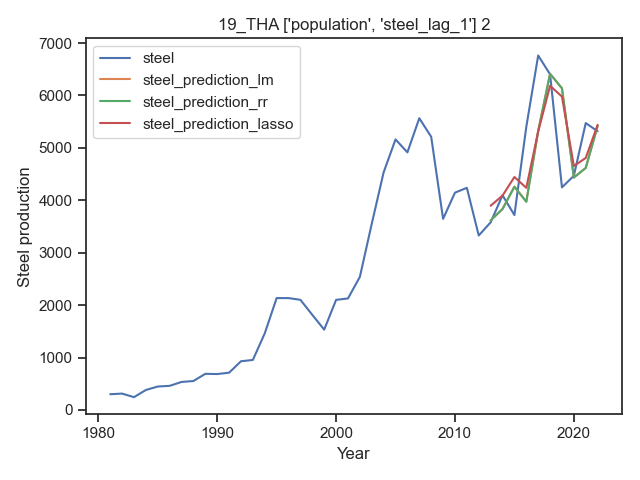 19_THA ['population', 'steel_lag_1'] 2
7000
6000
5000
4000
3000
2000
1000
0
Steel production
steel
steel_prediction_lm
steel_prediction_rr
steel_prediction_lasso
1980
1990
2000
2010
2020
Year